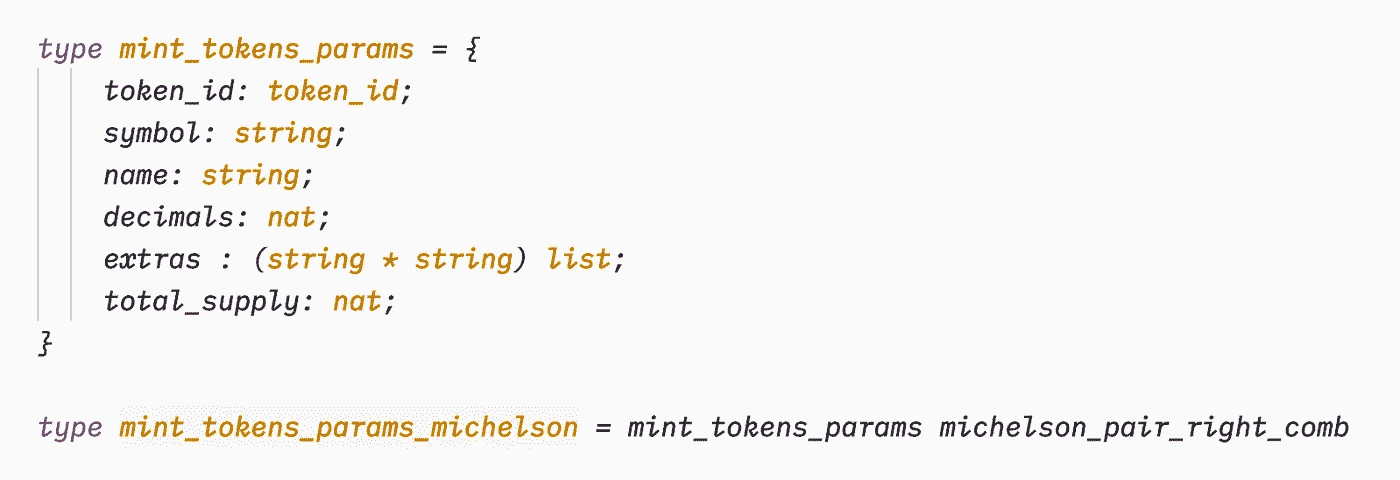 type mint_tokens_params = {
token_id: token_id;
symbol: string;
name: string;
decimals: nat;
extras : (string * string) list;
total_supply: nat;
}
type mint_tokens_params_michelson = mint_tokens_params michelson_pair_right_comb